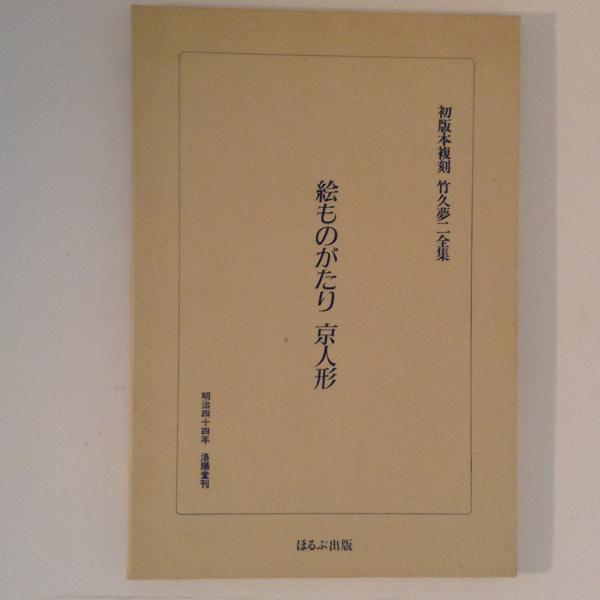 初版本複刻 竹久夢二全集
絵ものがたり 京人形
明治四十四年 洛陽堂刊
ほるぷ出版